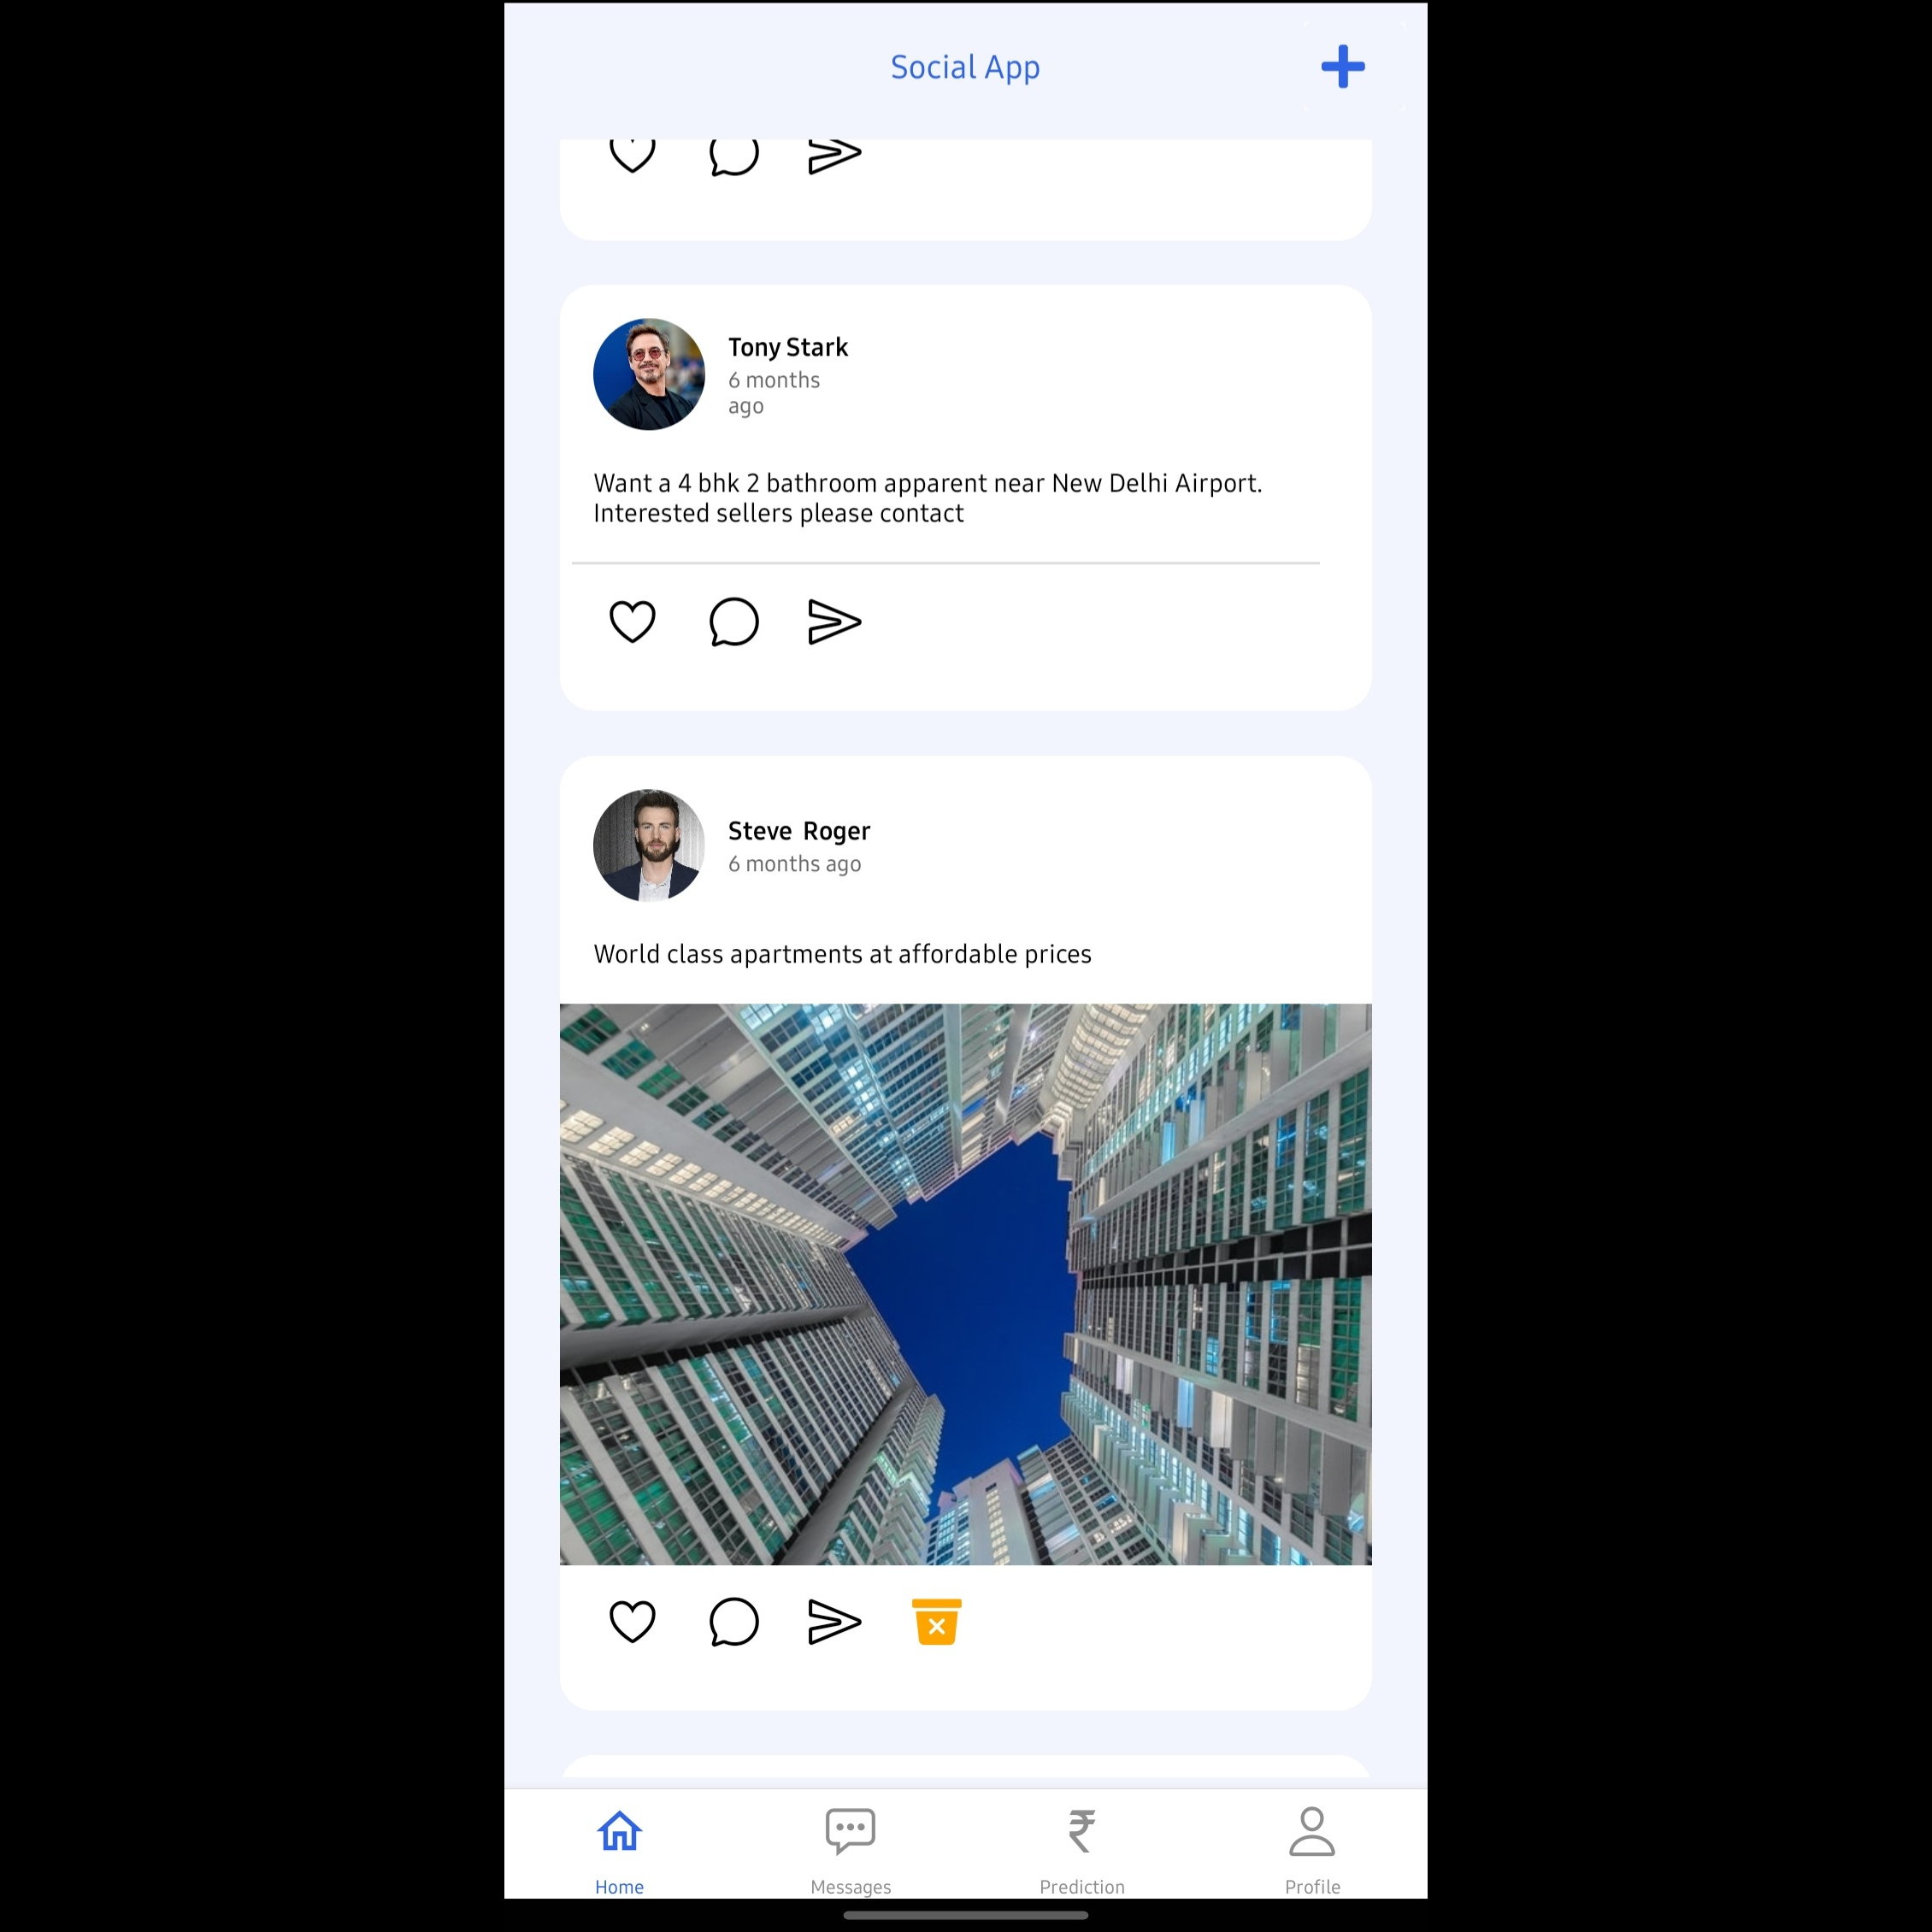 Social App
Tony Stark
6 months
ago
Want a 4 bhk 2 bathroom apparent near New Delhi Airport.
Interested sellers please contact
Steve  Roger
6 months ago
World class apartments at affordable prices
Home
Messages
Prediction
Profile